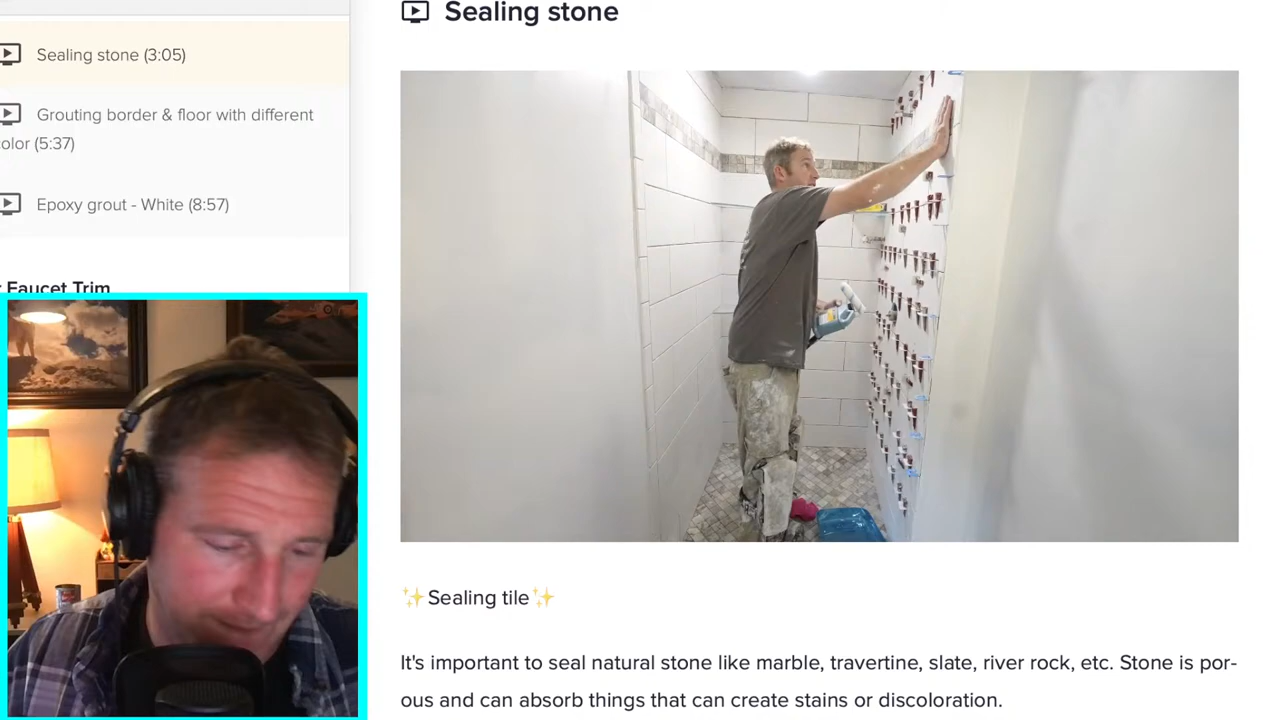 Sealing stone
Sealing stone (3:05)
Grouting border & floor with different
color (5:37)
Epoxy grout - White (8:57)
Faucet Trim
✨Sealing tile✨
It's important to seal natural stone like marble, travertine, slate, river rock, etc. Stone is por-
ous and can absorb things that can create stains or discoloration.